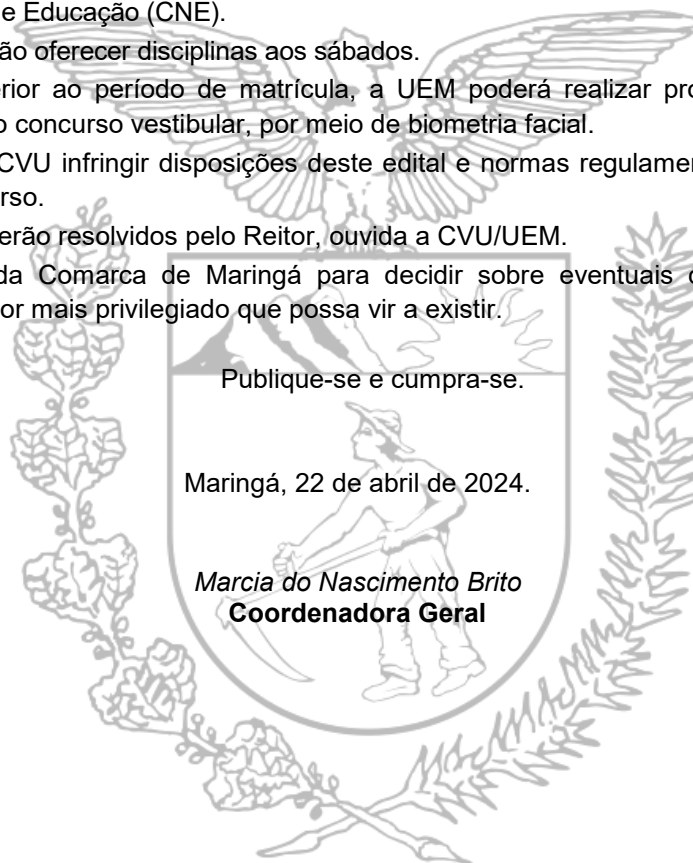 e Educação (CNE).
ão oferecer disciplinas aos sábados.
rior ao período de matrícula, a UEM poderá realizar pro
o concurso vestibular, por meio de biometria facial.
CVU infringir disposições deste edital e normas regulamen
rso.
erão resolvidos pelo Reitor, ouvida a CVU/UEM.
da Comarca de Maringá para decidir sobre eventuais
or mais privilegiado que possa vir a existir.
Publique-se e cumpra-se.
Maringá, 22 de abril de 2024.
Marcia do Nascimento Brito
Coordenadora Geral